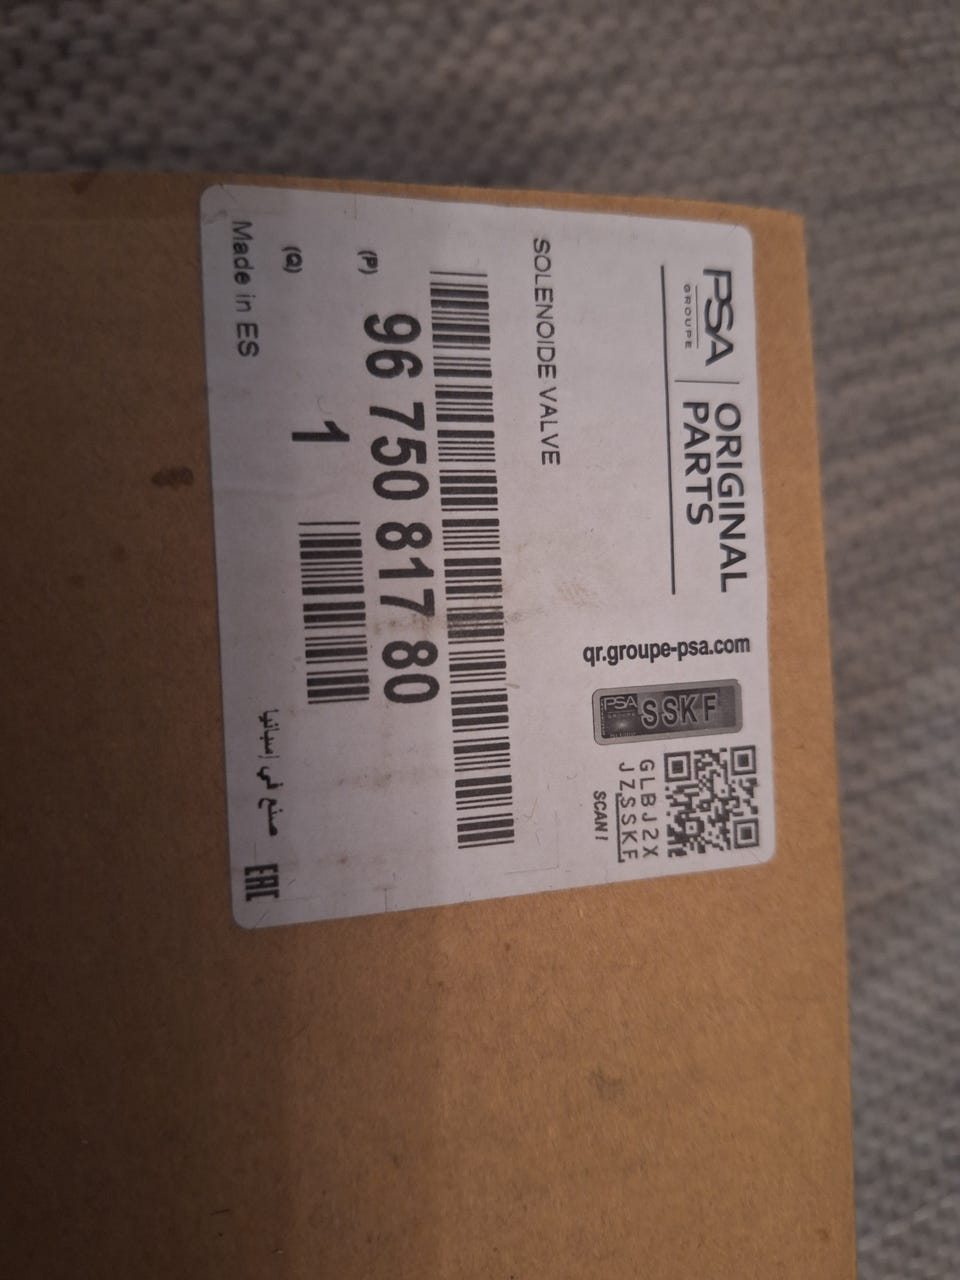 PSA
GROUPE
ORIGINAL
PARTS
qr.groupe-psa.com
PSA
GROUPE
SSKF
GLBJ2X
JZSSKF
SCAN!
SOLENOIDE VALVE
(P) 96 750 817 80
(Q) 1
Made in ES
صنع في إسبانيا
EAC